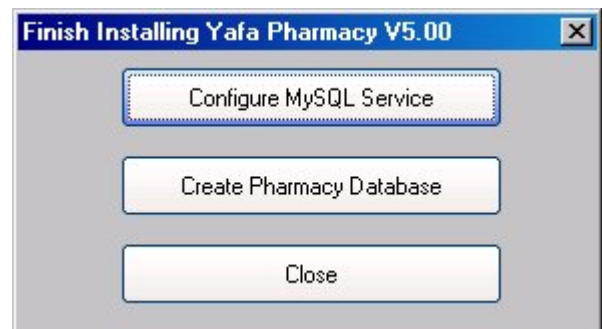 Finish Installing Yafa Pharmacy V5.00
Configure MySQL Service
Create Pharmacy Database
Close